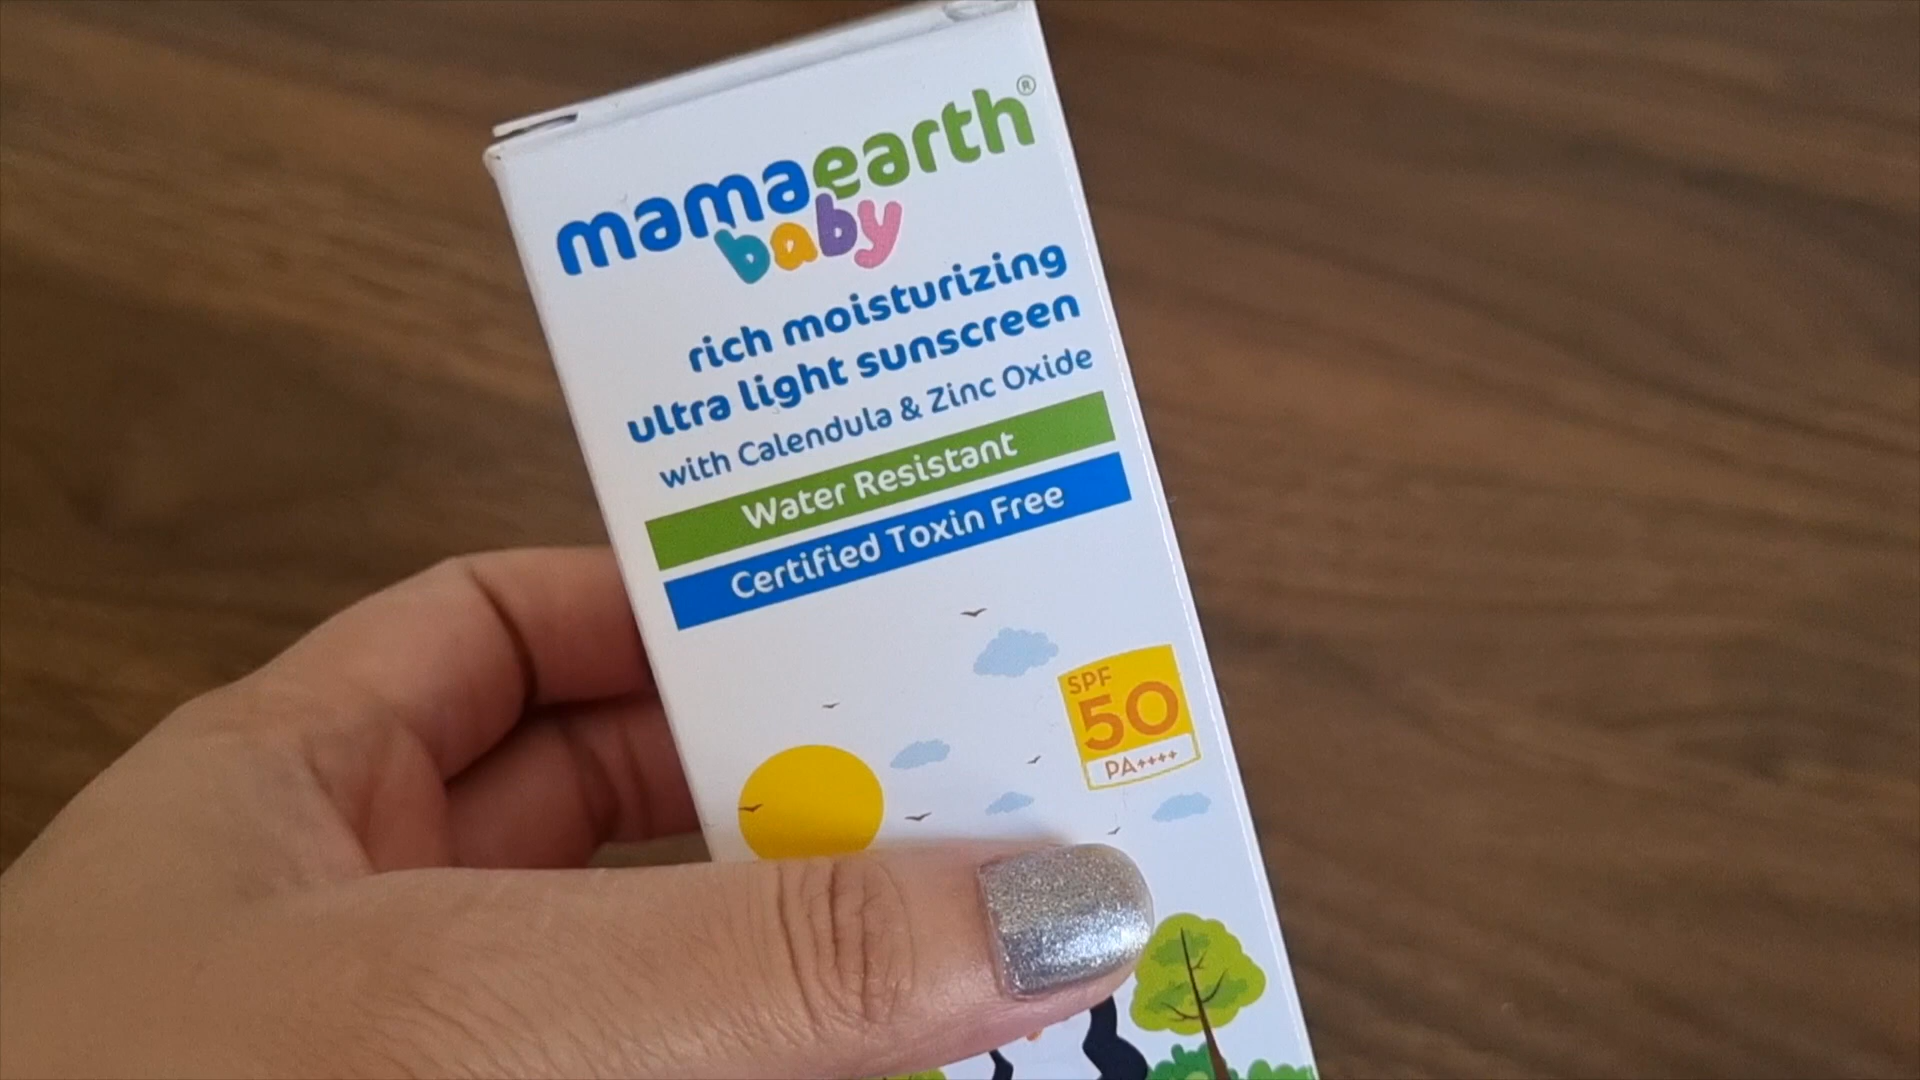 mamaearth®
baby
rich moisturizing
ultra light sunscreen
with Calendula & Zinc Oxide
Water Resistant
Certified Toxin Free
SPF
50
PA++++